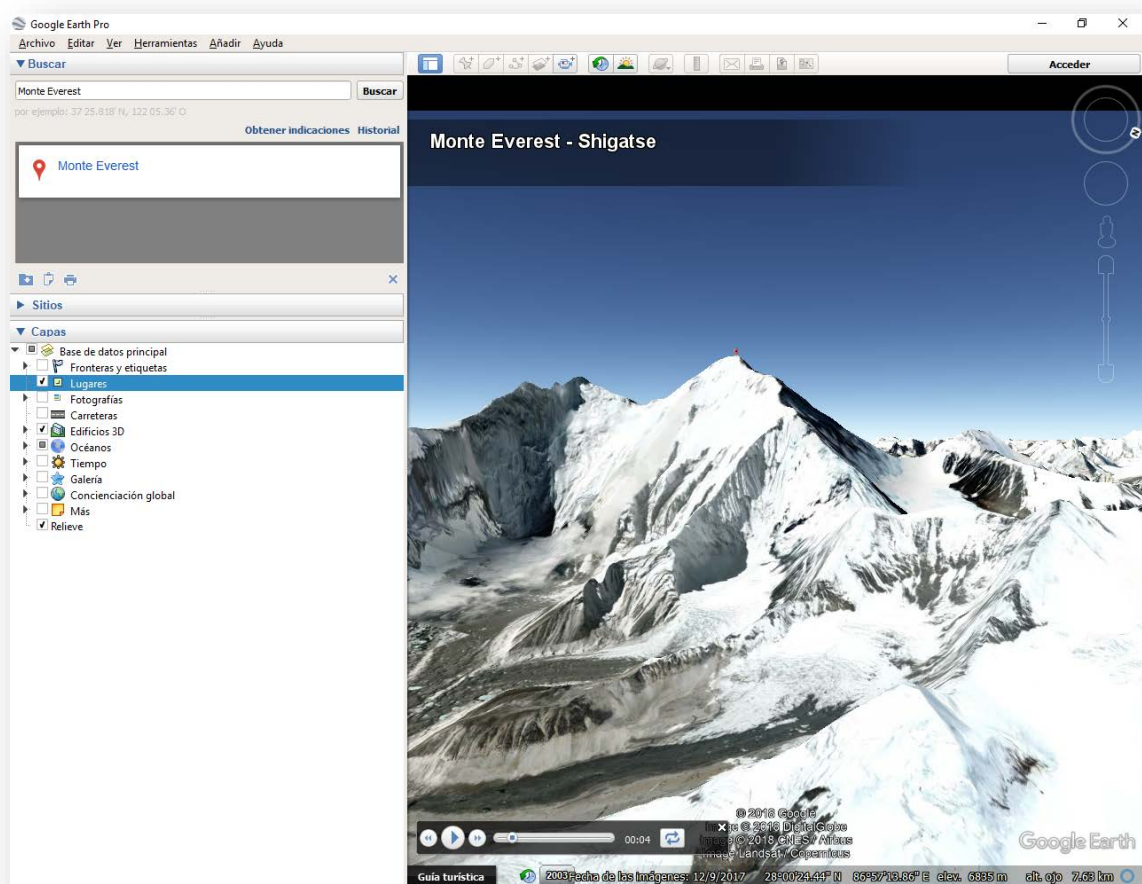 Google Earth Pro
Archivo Editar Ver Herramientas Añadir Ayuda
Buscar
Monte Everest
Buscar
por ejemplo: 37 25.818' N, 122 05.36' O
Obtener indicaciones Historial
Monte Everest
Sitios
Capas
Base de datos principal
Fronteras y etiquetas
Lugares
Fotografías
Carreteras
Edificios 3D
Océanos
Tiempo
Galería
Concienciación global
Más
Relieve
Acceder
N
Monte Everest - Shigatse
© 2018 Google
Image © 2018 DigitalGlobe
Image © 2018 CNES / Airbus
Image Landsat / Copernicus
00:04
Google Earth
Guía turística
2003 Fecha de las imágenes: 12/9/2017 28°00'24.44" N 86°57'13.86" E elev. 6835 m alt. ojo 7.63 km